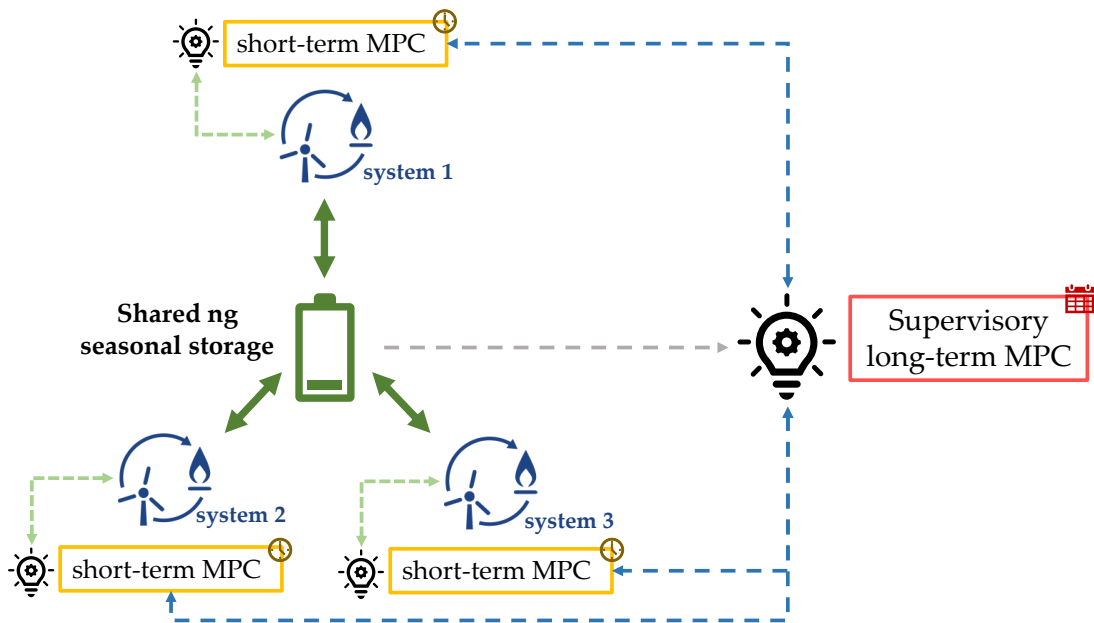 short-term MPC
system 1
Shared ng
seasonal storage
Supervisory
long-term MPC
system 2
system 3
short-term MPC
short-term MPC